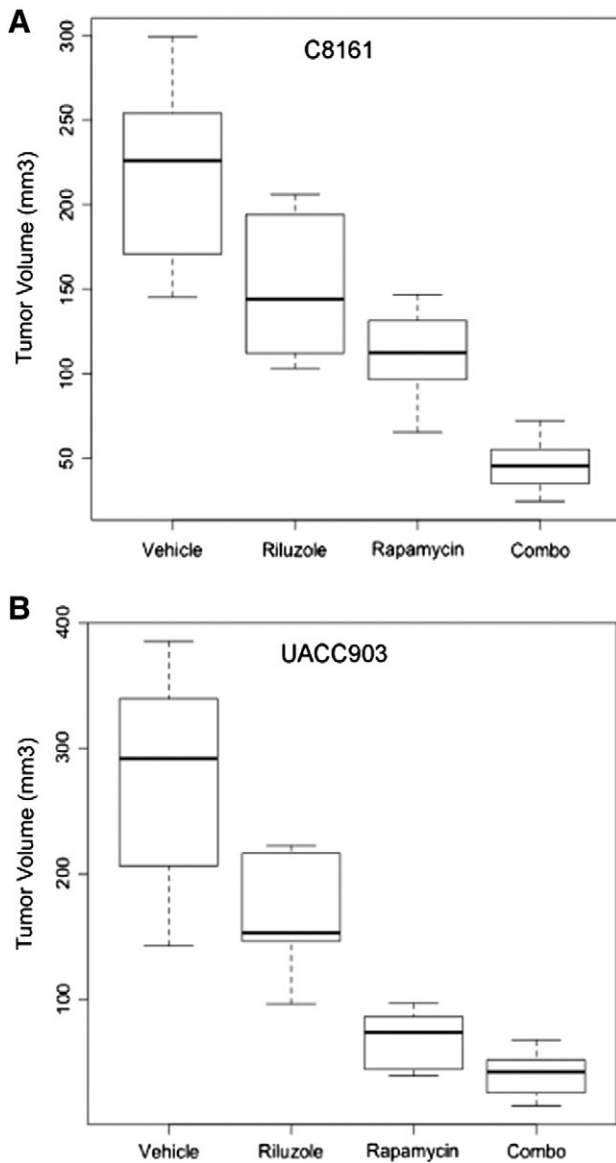 A
C8161
Tumor Volume (mm3)
300
250
200
150
100
50
Vehicle Riluzole Rapamycin Combo
B
UACC903
Tumor Volume (mm3)
400
300
200
100
Vehicle Riluzole Rapamycin Combo